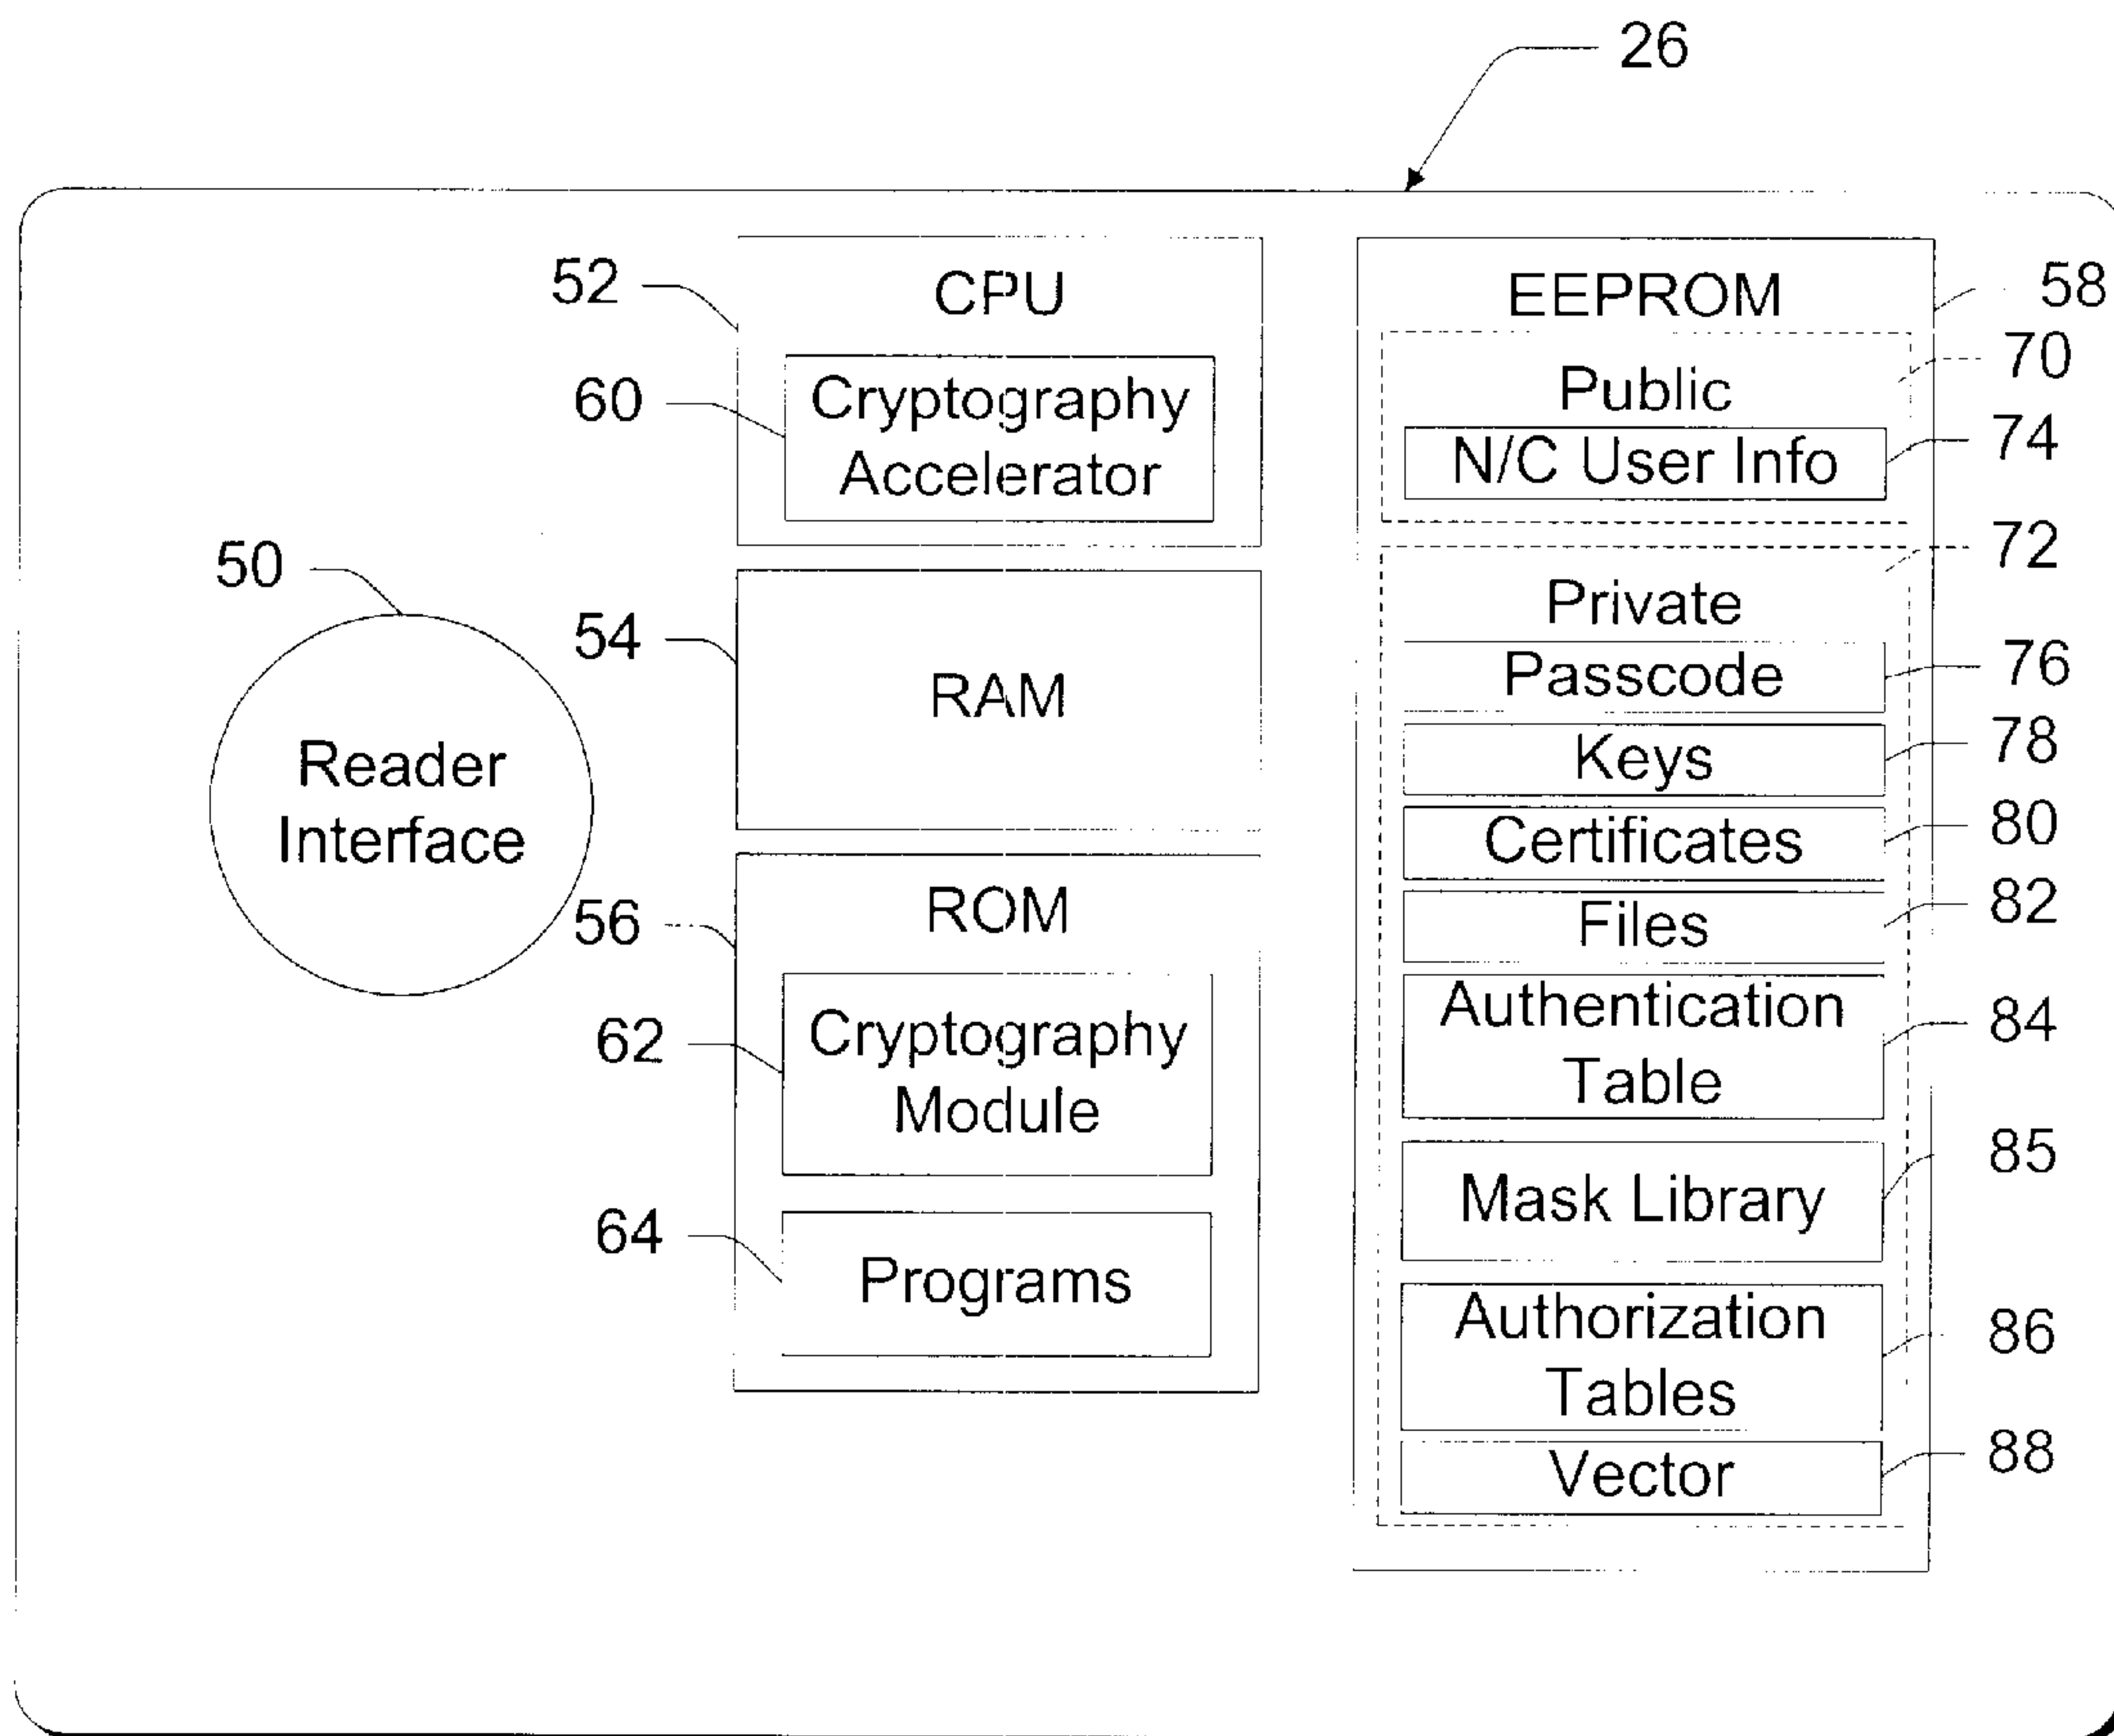 26
52
CPU
60
Cryptography
Accelerator
50
Reader
Interface
54
RAM
56
ROM
62
Cryptography
Module
64
Programs
EEPROM
58
70
Public
74
N/C User Info
72
Private
Passcode
76
Keys
78
Certificates
80
Files
82
Authentication
Table
84
Mask Library
85
Authorization
Tables
86
Vector
88